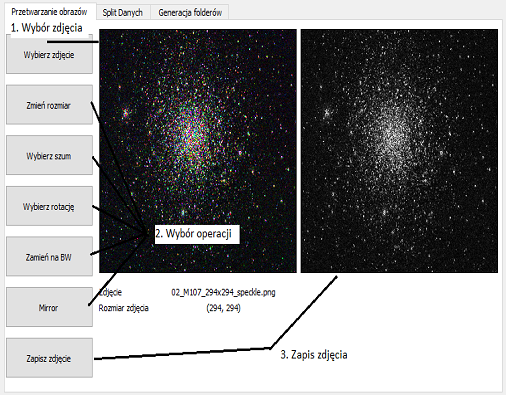 Przetwarzanie obrazów Split Danych Generacja folderów
1. Wybór zdjęcia
Wybierz zdjęcie
Zmień rozmiar
Wybierz szum
Wybierz rotację
2. Wybór operacji
Zamień na BW
Mirror
Zdjęcie 02_M107_294x294_speckle.png
Rozmiar zdjęcia (294, 294)
Zapisz zdjęcie
3. Zapis zdjęcia